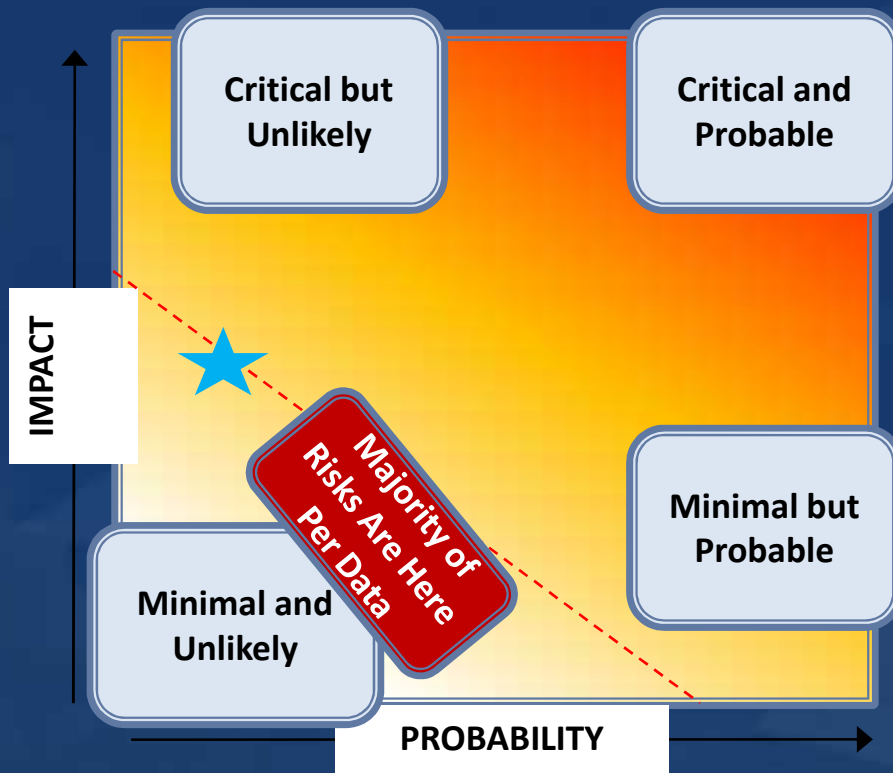 Critical but
Unlikely
Critical and
Probable
IMPACT
Majority of
Risks Are Here
Per Data
Minimal but
Probable
Minimal and
Unlikely
PROBABILITY